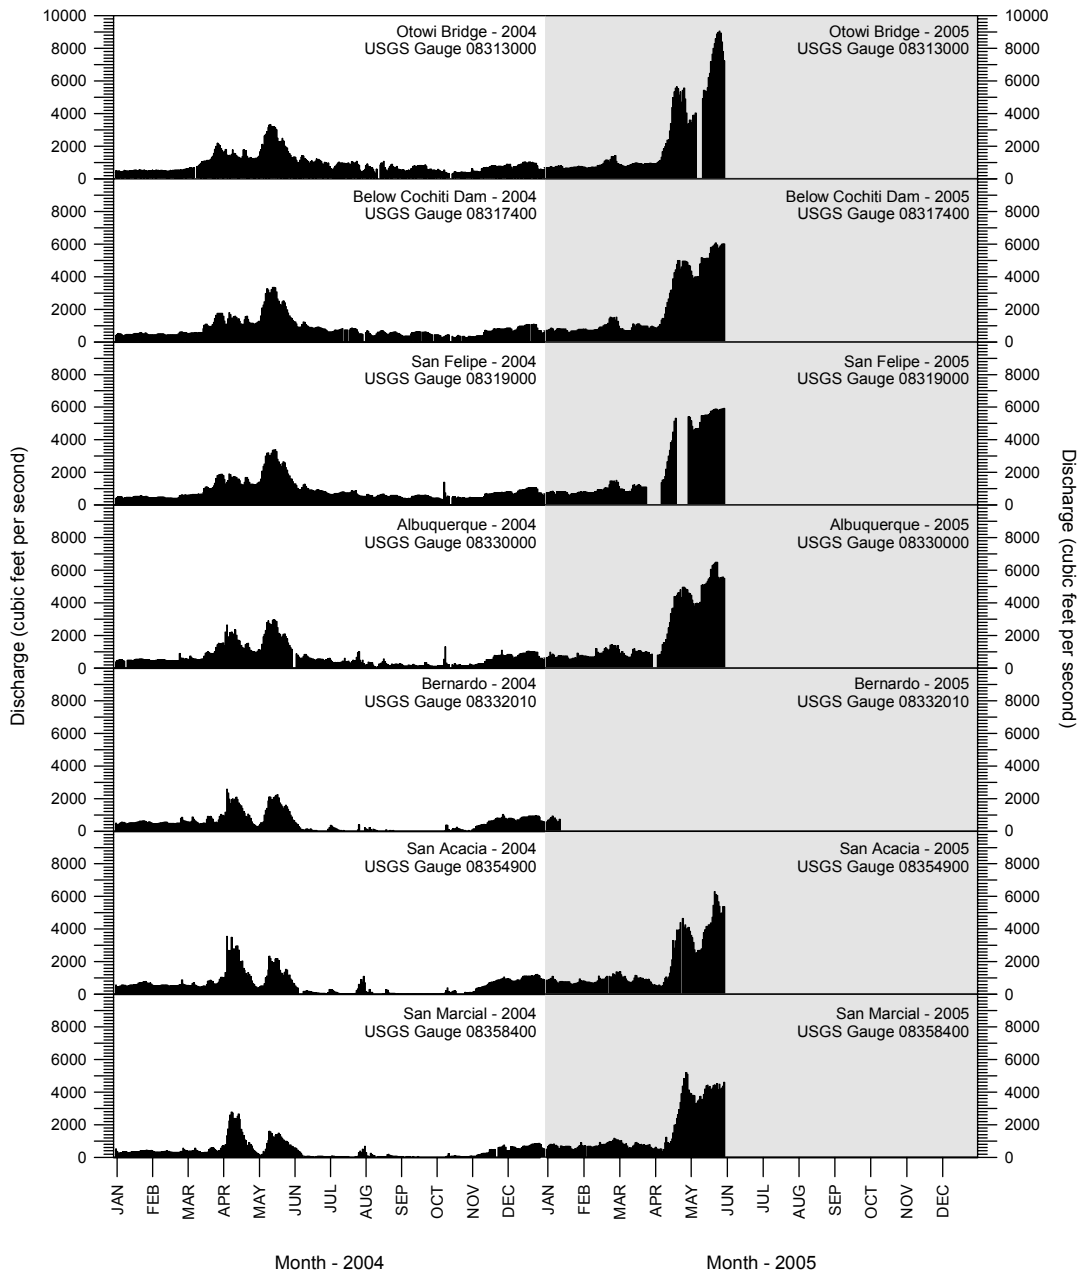 10000
8000
6000
4000
2000
0
Otowi Bridge - 2004
USGS Gauge 08313000
Otowi Bridge - 2005
USGS Gauge 08313000
10000
8000
6000
4000
2000
0
8000
6000
4000
2000
0
Below Cochiti Dam - 2004
USGS Gauge 08317400
Below Cochiti Dam - 2005
USGS Gauge 08317400
8000
6000
4000
2000
0
8000
6000
4000
2000
0
San Felipe - 2004
USGS Gauge 08319000
San Felipe - 2005
USGS Gauge 08319000
8000
6000
4000
2000
0
8000
6000
4000
2000
0
Albuquerque - 2004
USGS Gauge 08330000
Albuquerque - 2005
USGS Gauge 08330000
8000
6000
4000
2000
0
8000
6000
4000
2000
0
Bernardo - 2004
USGS Gauge 08332010
Bernardo - 2005
USGS Gauge 08332010
8000
6000
4000
2000
0
8000
6000
4000
2000
0
San Acacia - 2004
USGS Gauge 08354900
San Acacia - 2005
USGS Gauge 08354900
8000
6000
4000
2000
0
8000
6000
4000
2000
0
San Marcial - 2004
USGS Gauge 08358400
San Marcial - 2005
USGS Gauge 08358400
8000
6000
4000
2000
0
Discharge (cubic feet per second)
Discharge (cubic feet per second)
JAN FEB MAR APR MAY JUN JUL AUG SEP OCT NOV DEC JAN FEB MAR APR MAY JUN JUL AUG SEP OCT NOV DEC
Month - 2004
Month - 2005